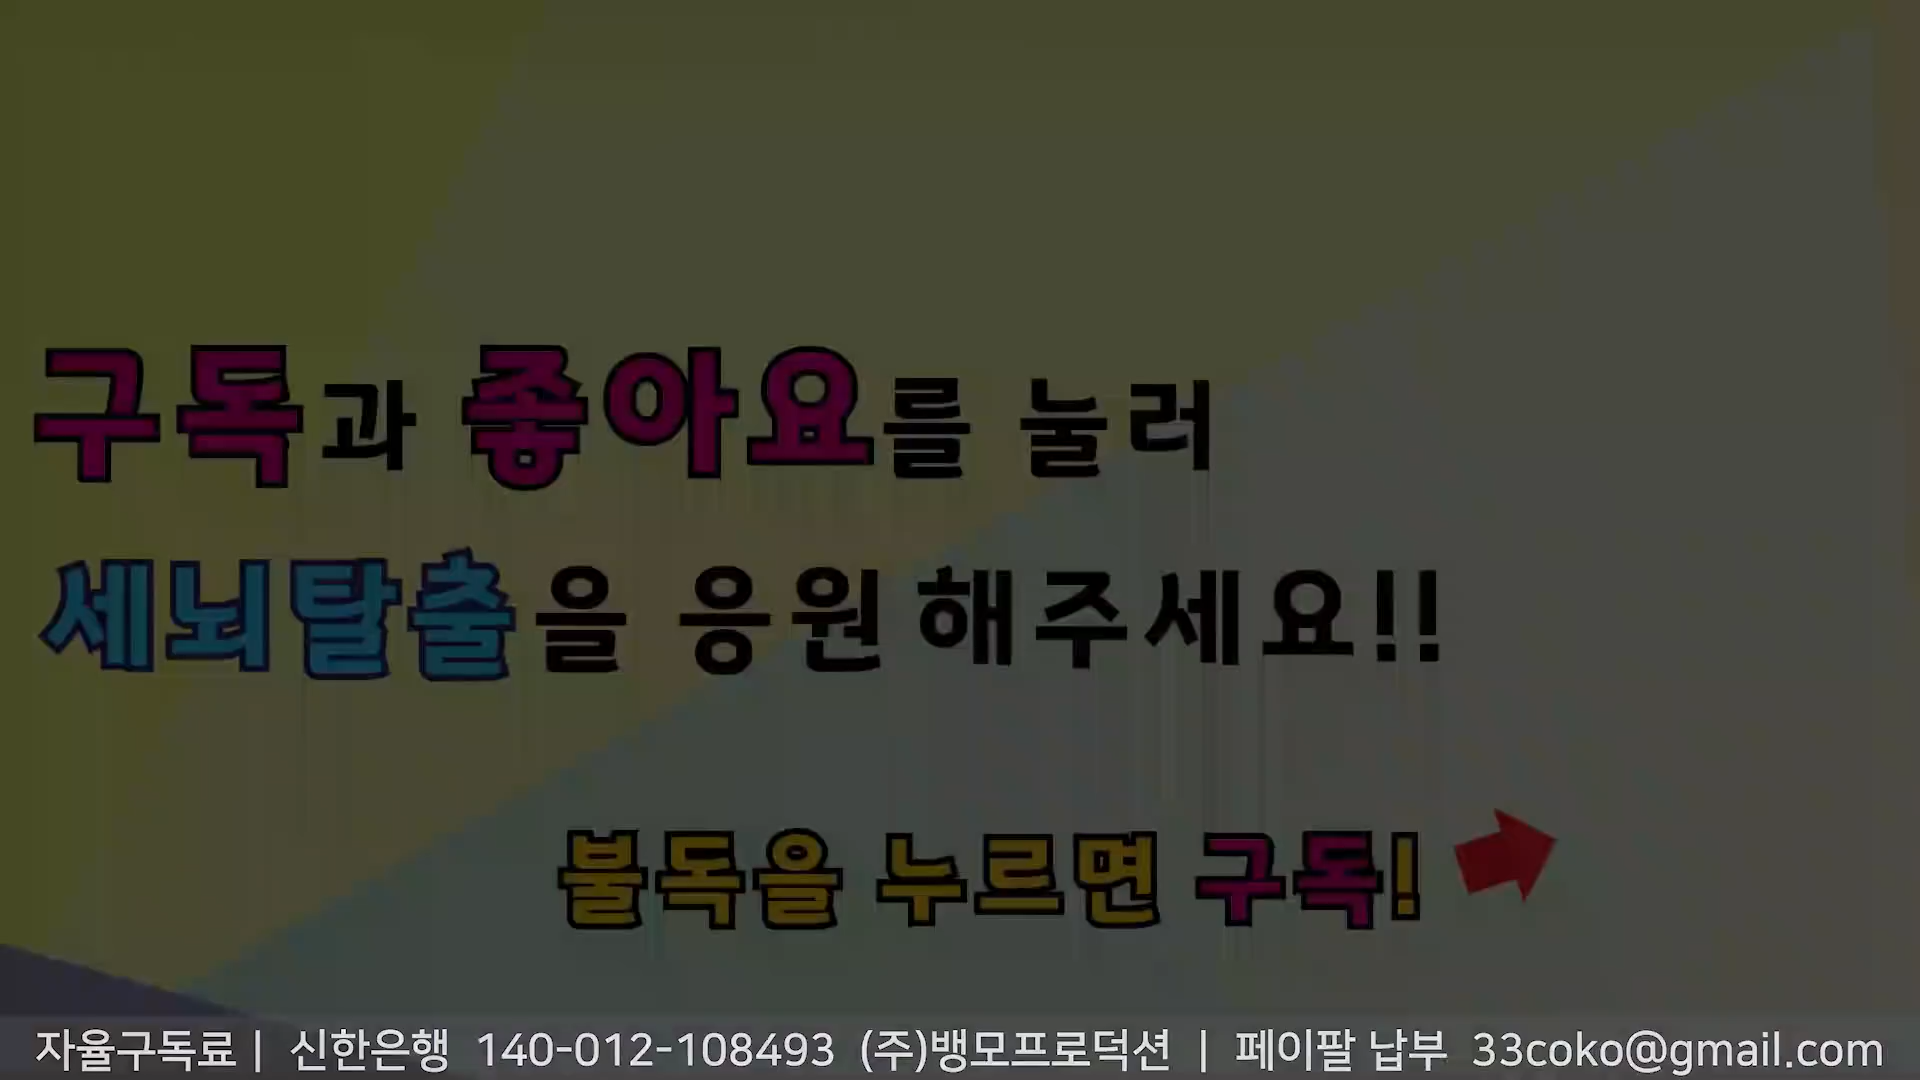 구독과 좋아요를 눌러
세뇌탈출을 응원해주세요!!
불독을 누르면 구독!
자율구독료 | 신한은행 140-012-108493 (주)뱅모프로덕션 | 페이팔 납부 33coko@gmail.com